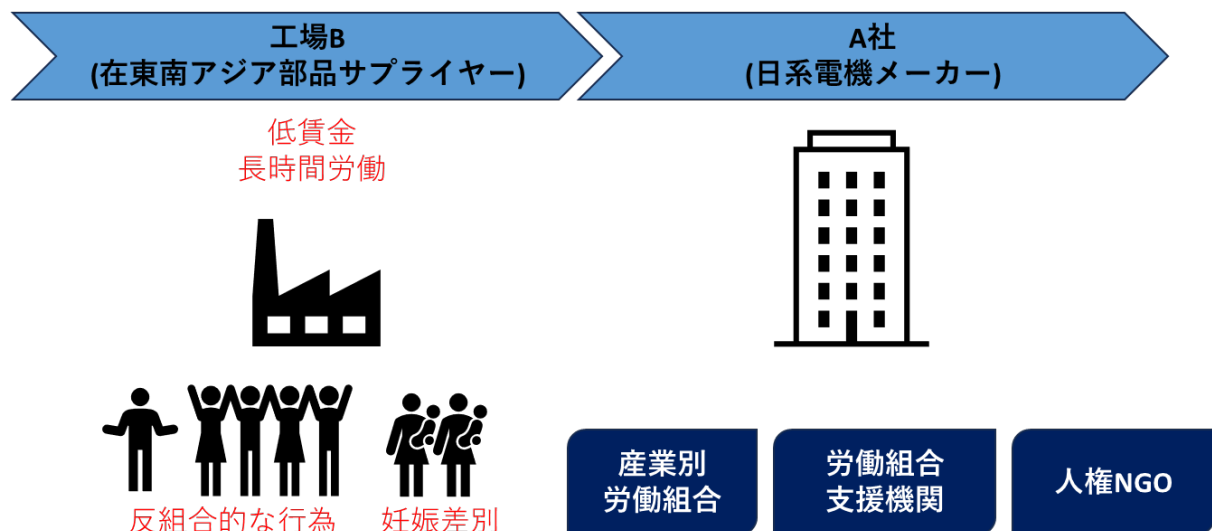 工場B
(在東南アジア部品サプライヤー)
A社
(日系電機メーカー)
低賃金
長時間労働
反組合的な行為
妊娠差別
産業別
労働組合
労働組合
支援機関
人権NGO